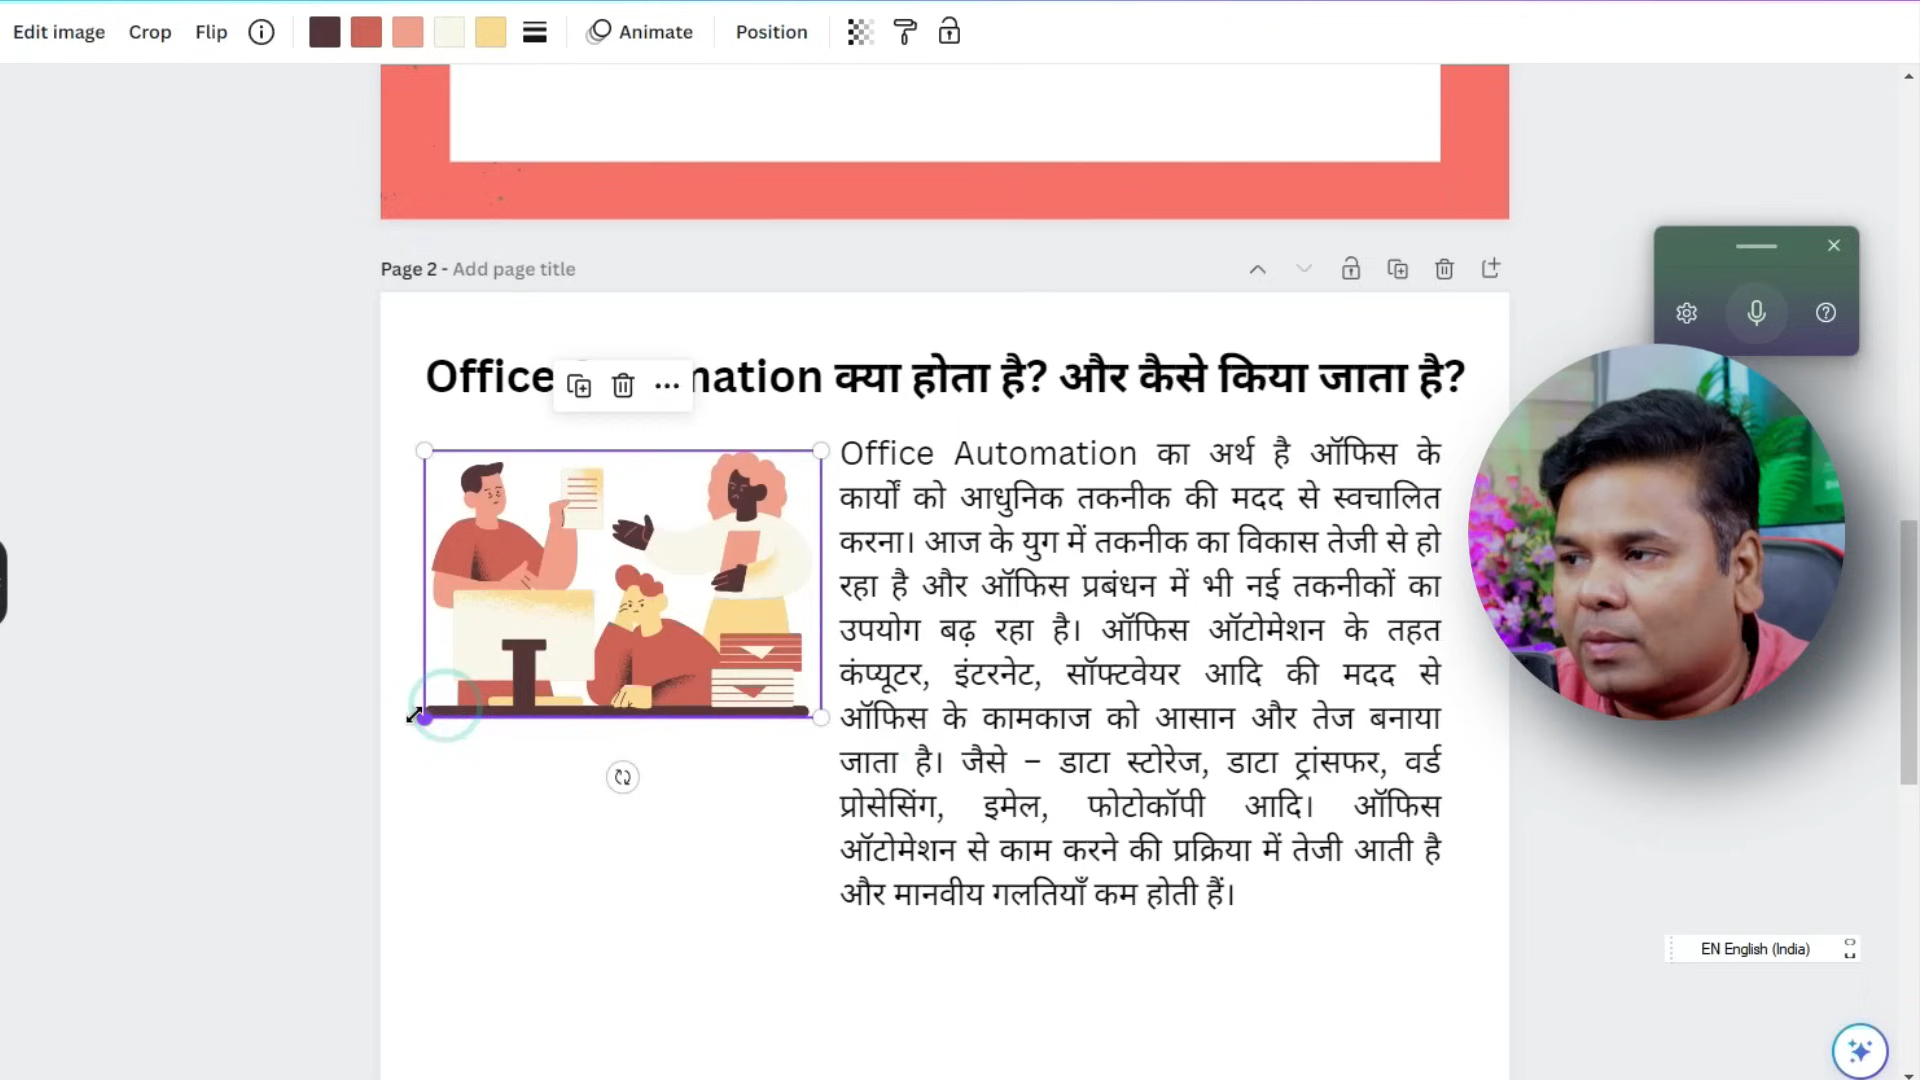 Edit image Crop Flip Animate Position
Page 2 - Add page title
Office mation क्या होता है? और कैसे किया जाता है?
Office Automation का अर्थ है ऑफिस के
कार्यों को आधुनिक तकनीक की मदद से स्वचालित
करना। आज के युग में तकनीक का विकास तेजी से हो
रहा है और ऑफिस प्रबंधन में भी नई तकनीकों का
उपयोग बढ़ रहा है। ऑफिस ऑटोमेशन के तहत
कंप्यूटर, इंटरनेट, सॉफ्टवेयर आदि की मदद से
ऑफिस के कामकाज को आसान और तेज बनाया
जाता है। जैसे – डाटा स्टोरेज, डाटा ट्रांसफर, वर्ड
प्रोसेसिंग, इमेल, फोटोकॉपी आदि। ऑफिस
ऑटोमेशन से काम करने की प्रक्रिया में तेजी आती है
और मानवीय गलतियाँ कम होती हैं।
EN English (India)